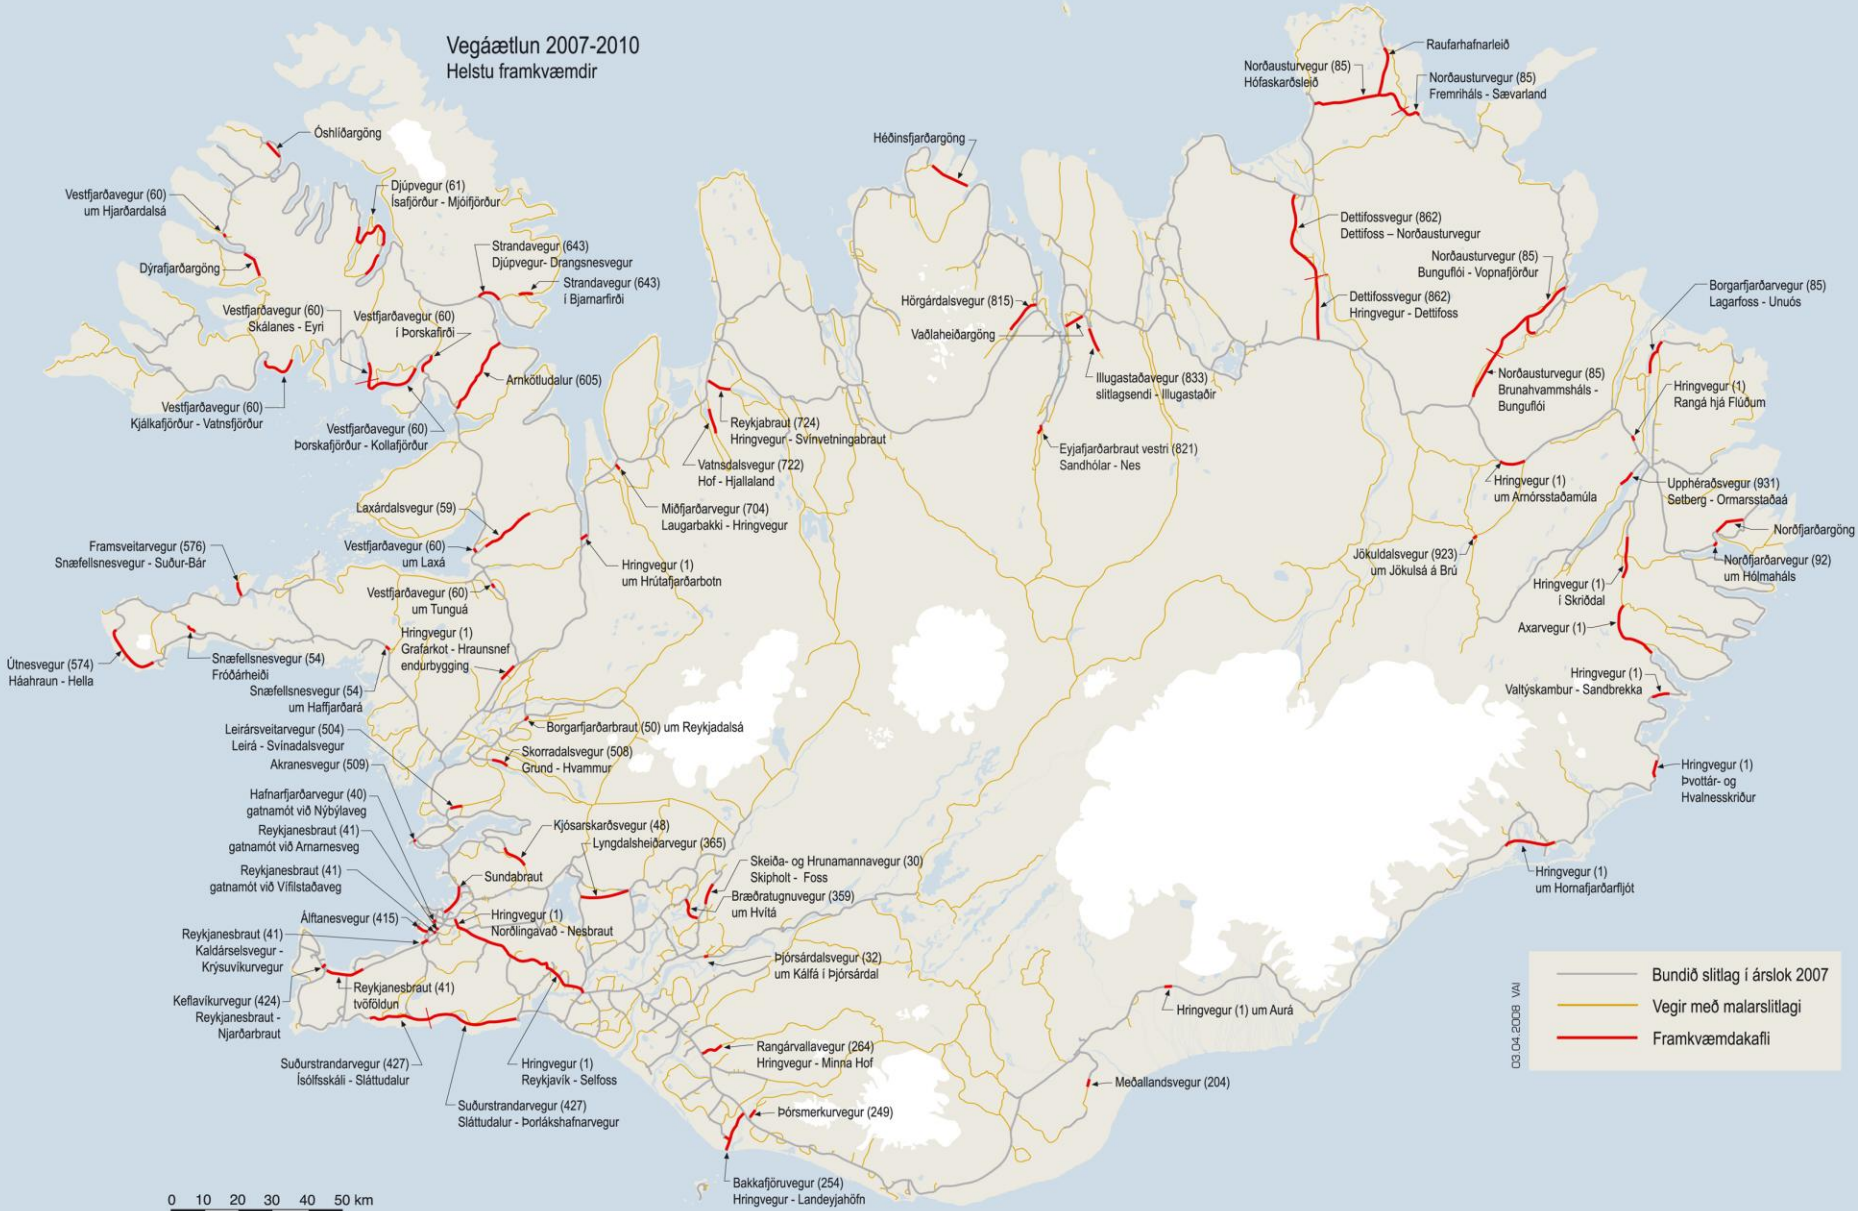 Vegáætlun 2007-2010
Helstu framkvæmdir
Óshlíðargöng
Vestfjarðavegur (60)
um Hjarðardalsá
Dýrafjarðargöng
Djúpvegur (61)
Ísafjörður - Mjóifjörður
Strandavegur (643)
Djúpvegur- Drangsnesvegur
Strandavegur (643)
í Bjarnarfirði
Vestfjarðavegur (60)
Skálanes - Eyri
Vestfjarðavegur (60)
í Þorskafirði
Arnkötludalur (605)
Vestfjarðavegur (60)
Kjálkafjörður - Vatnsfjörður
Vestfjarðavegur (60)
Þorskafjörður - Kollafjörður
Laxárdalsvegur (59)
Vestfjarðavegur (60)
um Laxá
Vestfjarðavegur (60)
um Tunguá
Framsveitarvegur (576)
Snæfellsnesvegur - Suður-Bár
Útnesvegur (574)
Háahraun - Hella
Snæfellsnesvegur (54)
Fróðárheiði
Hringvegur (1)
Grafarkot - Hraunsnef
endurbygging
Snæfellsnesvegur (54)
um Haffjarðará
Leirársveitarvegur (504)
Leirá - Svínadalsvegur
Akranesvegur (509)
Hafnarfjarðarvegur (40)
gatnamót við Nýbýlaveg
Reykjanesbraut (41)
gatnamót við Arnarnesveg
Reykjanesbraut (41)
gatnamót við Vífilstaðaveg
Álftanesvegur (415)
Reykjanesbraut (41)
Kaldárselsvegur -
Krýsuvíkurvegur
Keflavíkurvegur (424)
Reykjanesbraut -
Njarðarbraut
Reykjanesbraut (41)
tvöföldun
Suðurstrandarvegur (427)
Ísólfsskáli - Sláttudalur
Suðurstrandarvegur (427)
Sláttudalur - Þorlákshafnarvegur
Hringvegur (1)
Reykjavík - Selfoss
Hringvegur (1)
Norðlingavað - Nesbraut
Sundabraut
Kjósarskarðsvegur (48)
Lyngdalsheiðarvegur (365)
Borgarfjarðarbraut (50) um Reykjadalsá
Skorradalsvegur (508)
Grund - Hvammur
Hringvegur (1)
um Hrútafjarðarbotn
Miðfjarðarvegur (704)
Laugarbakki - Hringvegur
Vatnsdalsvegur (722)
Hof - Hjallaland
Reykjabraut (724)
Hringvegur - Svínvetningabraut
Héðinsfjarðargöng
Hörgárdalsvegur (815)
Vaðlaheiðargöng
Illugastaðavegur (833)
slitlagsendi - Illugastaðir
Eyjafjarðarbraut vestri (821)
Sandhólar - Nes
Norðausturvegur (85)
Hófaskarðsleið
Raufarhafnarleið
Norðausturvegur (85)
Fremriháls - Sævarland
Dettifossvegur (862)
Dettifoss – Norðausturvegur
Dettifossvegur (862)
Hringvegur - Dettifoss
Norðausturvegur (85)
Bunguflói - Vopnafjörður
Norðausturvegur (85)
Brunahvammsháls -
Bunguflói
Borgarfjarðarvegur (85)
Lagarfoss - Unuós
Hringvegur (1)
Rangá hjá Flúðum
Hringvegur (1)
um Arnórsstaðamúla
Upphéraðsvegur (931)
Setberg - Ormarsstaðaá
Norðfjarðargöng
Norðfjarðarvegur (92)
um Hólmaháls
Jökuldalsvegur (923)
um Jökulsá á Brú
Hringvegur (1)
í Skriðdal
Axarvegur (1)
Hringvegur (1)
Valtýskambur - Sandbrekka
Hringvegur (1)
Þvottár- og
Hvalnesskriður
Hringvegur (1)
um Hornafjarðarfljót
Skeiða- og Hrunamannavegur (30)
Skipholt - Foss
Bræðratugnuvegur (359)
um Hvítá
Þjórsárdalsvegur (32)
um Kálfá í Þjórsárdal
Rangárvallavegur (264)
Hringvegur - Minna Hof
Þórsmerkurvegur (249)
Bakkafjöruvegur (254)
Hringvegur - Landeyjahöfn
Hringvegur (1) um Aurá
Meðallandsvegur (204)
Bundið slitlag í árslok 2007
Vegir með malarslitlagi
Framkvæmdakafli
03.04.2008 VAI
0 10 20 30 40 50 km